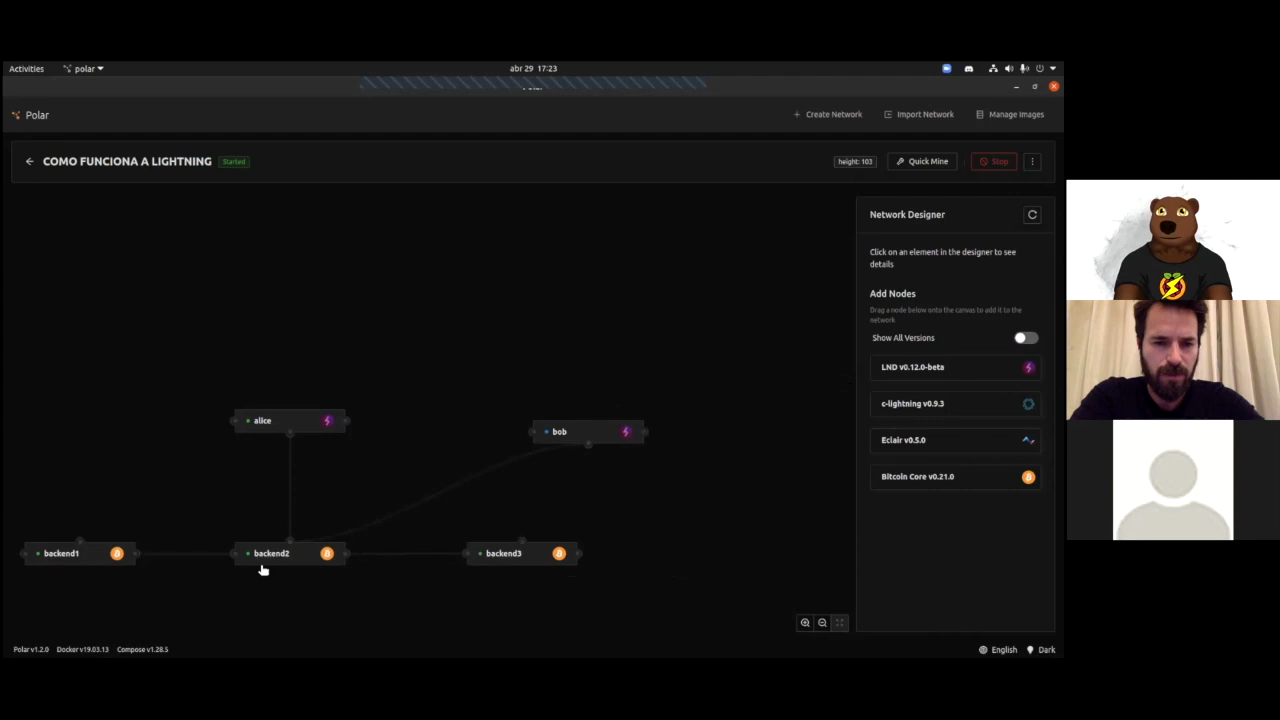 Activities
polar
abr 29 17:23
Polar
Create Network
Import Network
Manage Images
COMO FUNCIONA A LIGHTNING
Started
height: 103
Quick Mine
Stop
Network Designer
Click on an element in the designer to see
details
Add Nodes
Drag a node below onto the canvas to add it to the
network
Show All Versions
LND v0.12.0-beta
c-lightning v0.9.3
Eclair v0.5.0
Bitcoin Core v0.21.0
alice
bob
backend1
backend2
backend3
Polar v1.2.0
Docker v19.03.13
Compose v1.28.5
English
Dark